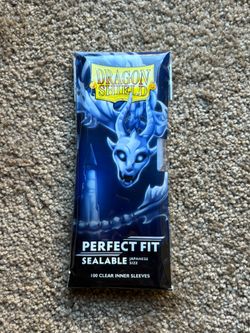 DRAGON
SHIELD
PERFECT FIT
SEALABLE JAPANESE SIZE
100 CLEAR INNER SLEEVES